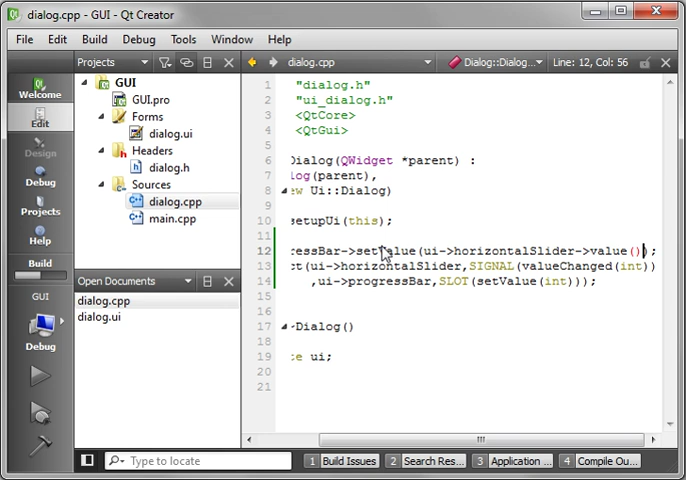 dialog.cpp - GUI - Qt Creator
File Edit Build Debug Tools Window Help
Projects
dialog.cpp
Dialog::Dialog...
Line: 12, Col: 56
Welcome
Edit
Design
Debug
Projects
Help
Build
GUI
Debug
GUI
GUI.pro
Forms
dialog.ui
Headers
dialog.h
Sources
dialog.cpp
main.cpp
Open Documents
dialog.cpp
dialog.ui
1 "dialog.h"
2 "ui_dialog.h"
3 <QtCore>
4 <QtGui>
5
6 Dialog(QWidget *parent) :
7 log(parent),
8 ew Ui::Dialog)
9
10 setupUi(this);
11
12 ressBar->setValue(ui->horizontalSlider->value());
13 ct(ui->horizontalSlider,SIGNAL(valueChanged(int))
14 ,ui->progressBar,SLOT(setValue(int)));
16
17 ~Dialog()
18
19 te ui;
20
21
Type to locate
1 Build Issues
2 Search Res...
3 Application ...
4 Compile Ou...